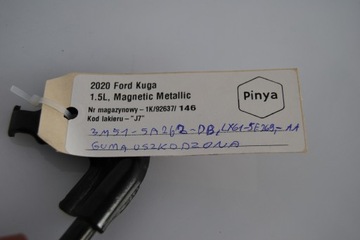 2020 Ford Kuga
1.5L, Magnetic Metallic
Nr magazynowy – 1K/92637/ 146
Kod lakieru – "J7"
Pinya
3M51-5A262-DB, LX61-5E269-AA
GUMA USZKODZONA